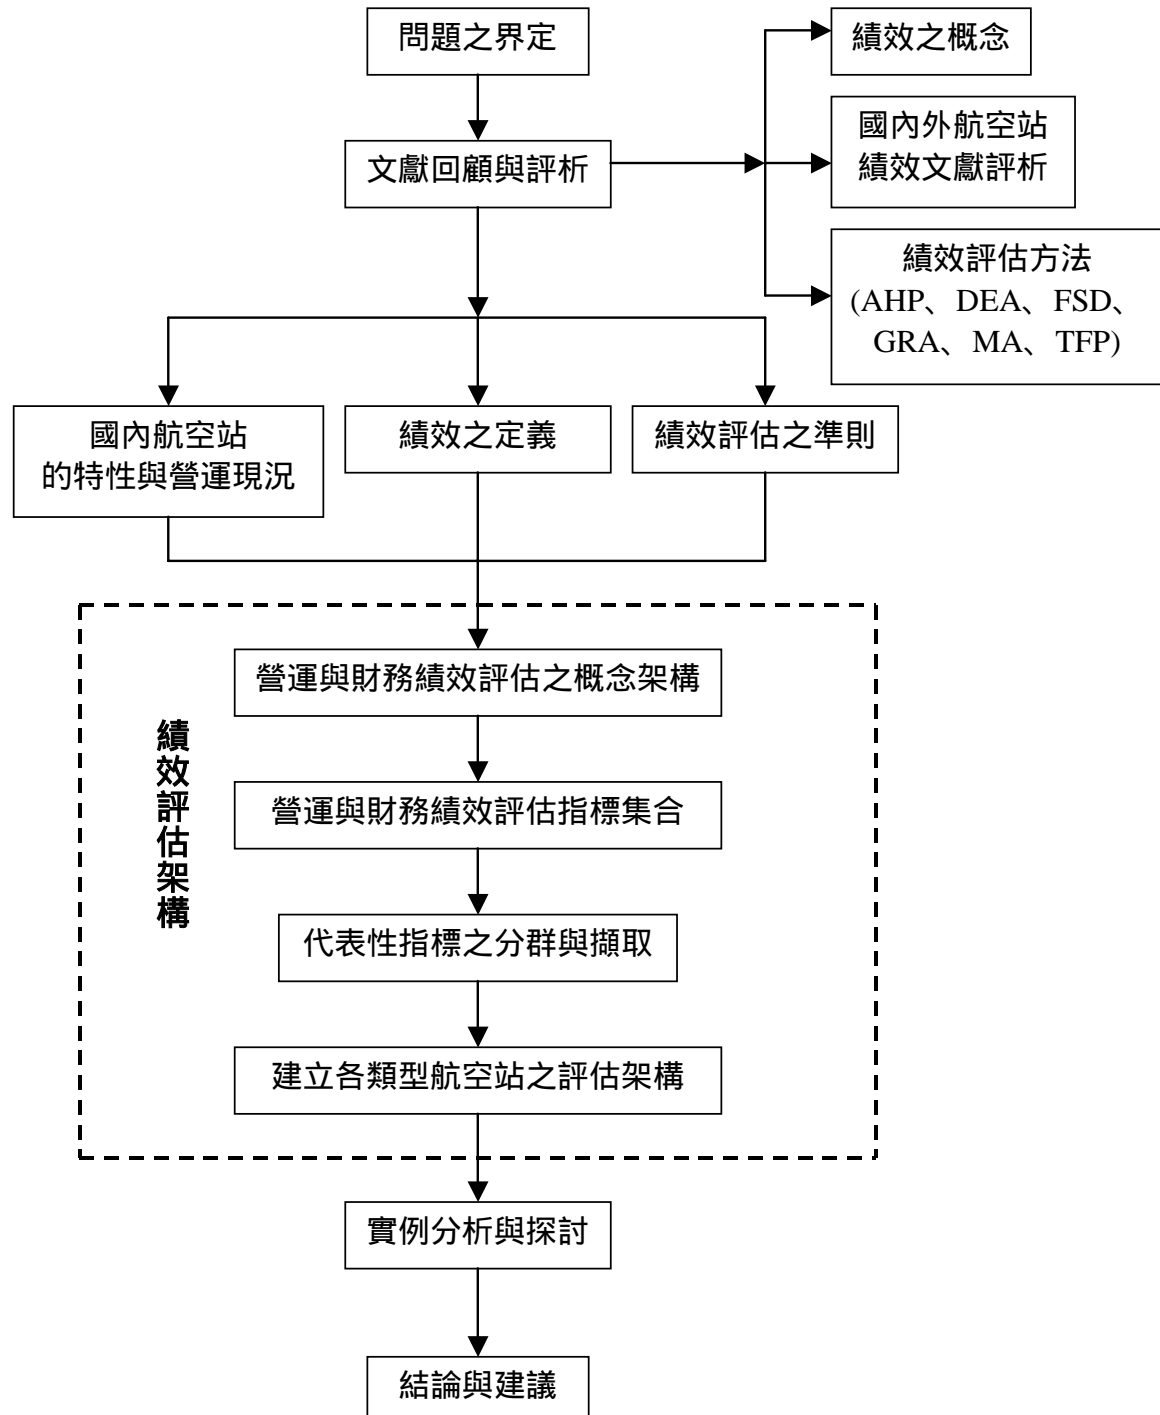 問題之界定
績效之概念
文獻回顧與評析
國內外航空站
績效文獻評析
績效評估方法
(AHP、DEA、FSD、
GRA、MA、TFP)
國內航空站
的特性與營運現況
績效之定義
績效評估之準則
績效評估架構
營運與財務績效評估之概念架構
營運與財務績效評估指標集合
代表性指標之分群與擷取
建立各類型航空站之評估架構
實例分析與探討
結論與建議